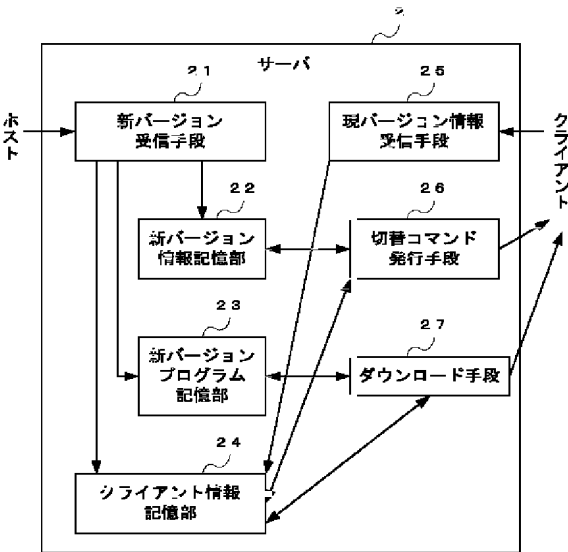 2
サーバ
21
新バージョン
受信手段
25
現バージョン情報
受信手段
ホスト
クライアント
22
新バージョン
情報記憶部
26
切替コマンド
発行手段
23
新バージョン
プログラム
記憶部
27
ダウンロード手段
24
クライアント情報
記憶部